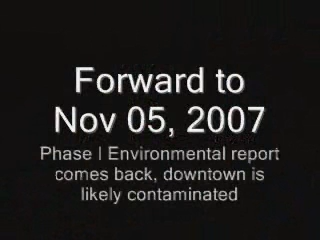 Forward to
Nov 05, 2007
Phase I Environmental report
comes back, downtown is
likely contaminated